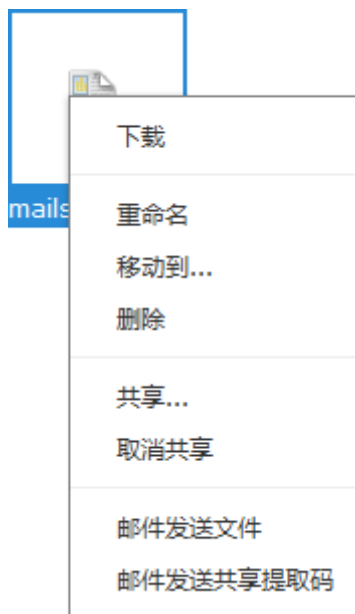 mails
下载
重命名
移动到...
删除
共享...
取消共享
邮件发送文件
邮件发送共享提取码